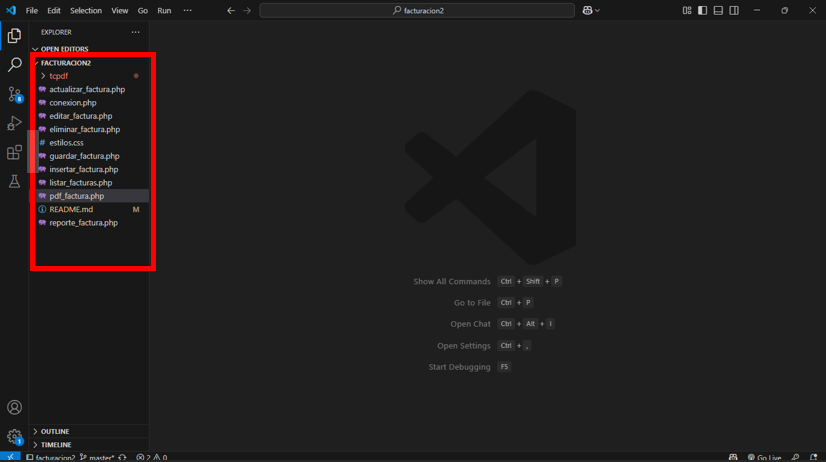 File Edit Selection View Go Run ··· facturacion2
EXPLORER ···
OPEN EDITORS
FACTURACION2
tcpdf
actualizar_factura.php
conexion.php
editar_factura.php
eliminar_factura.php
# estilos.css
guardar_factura.php
insertar_factura.php
listar_facturas.php
pdf_factura.php
README.md M
reporte_factura.php
8
Show All Commands Ctrl + Shift + P
Go to File Ctrl + P
Open Chat Ctrl + Alt + I
Open Settings Ctrl + ,
Start Debugging F5
OUTLINE
1
TIMELINE
facturacion2 master* 2 0 Go Live